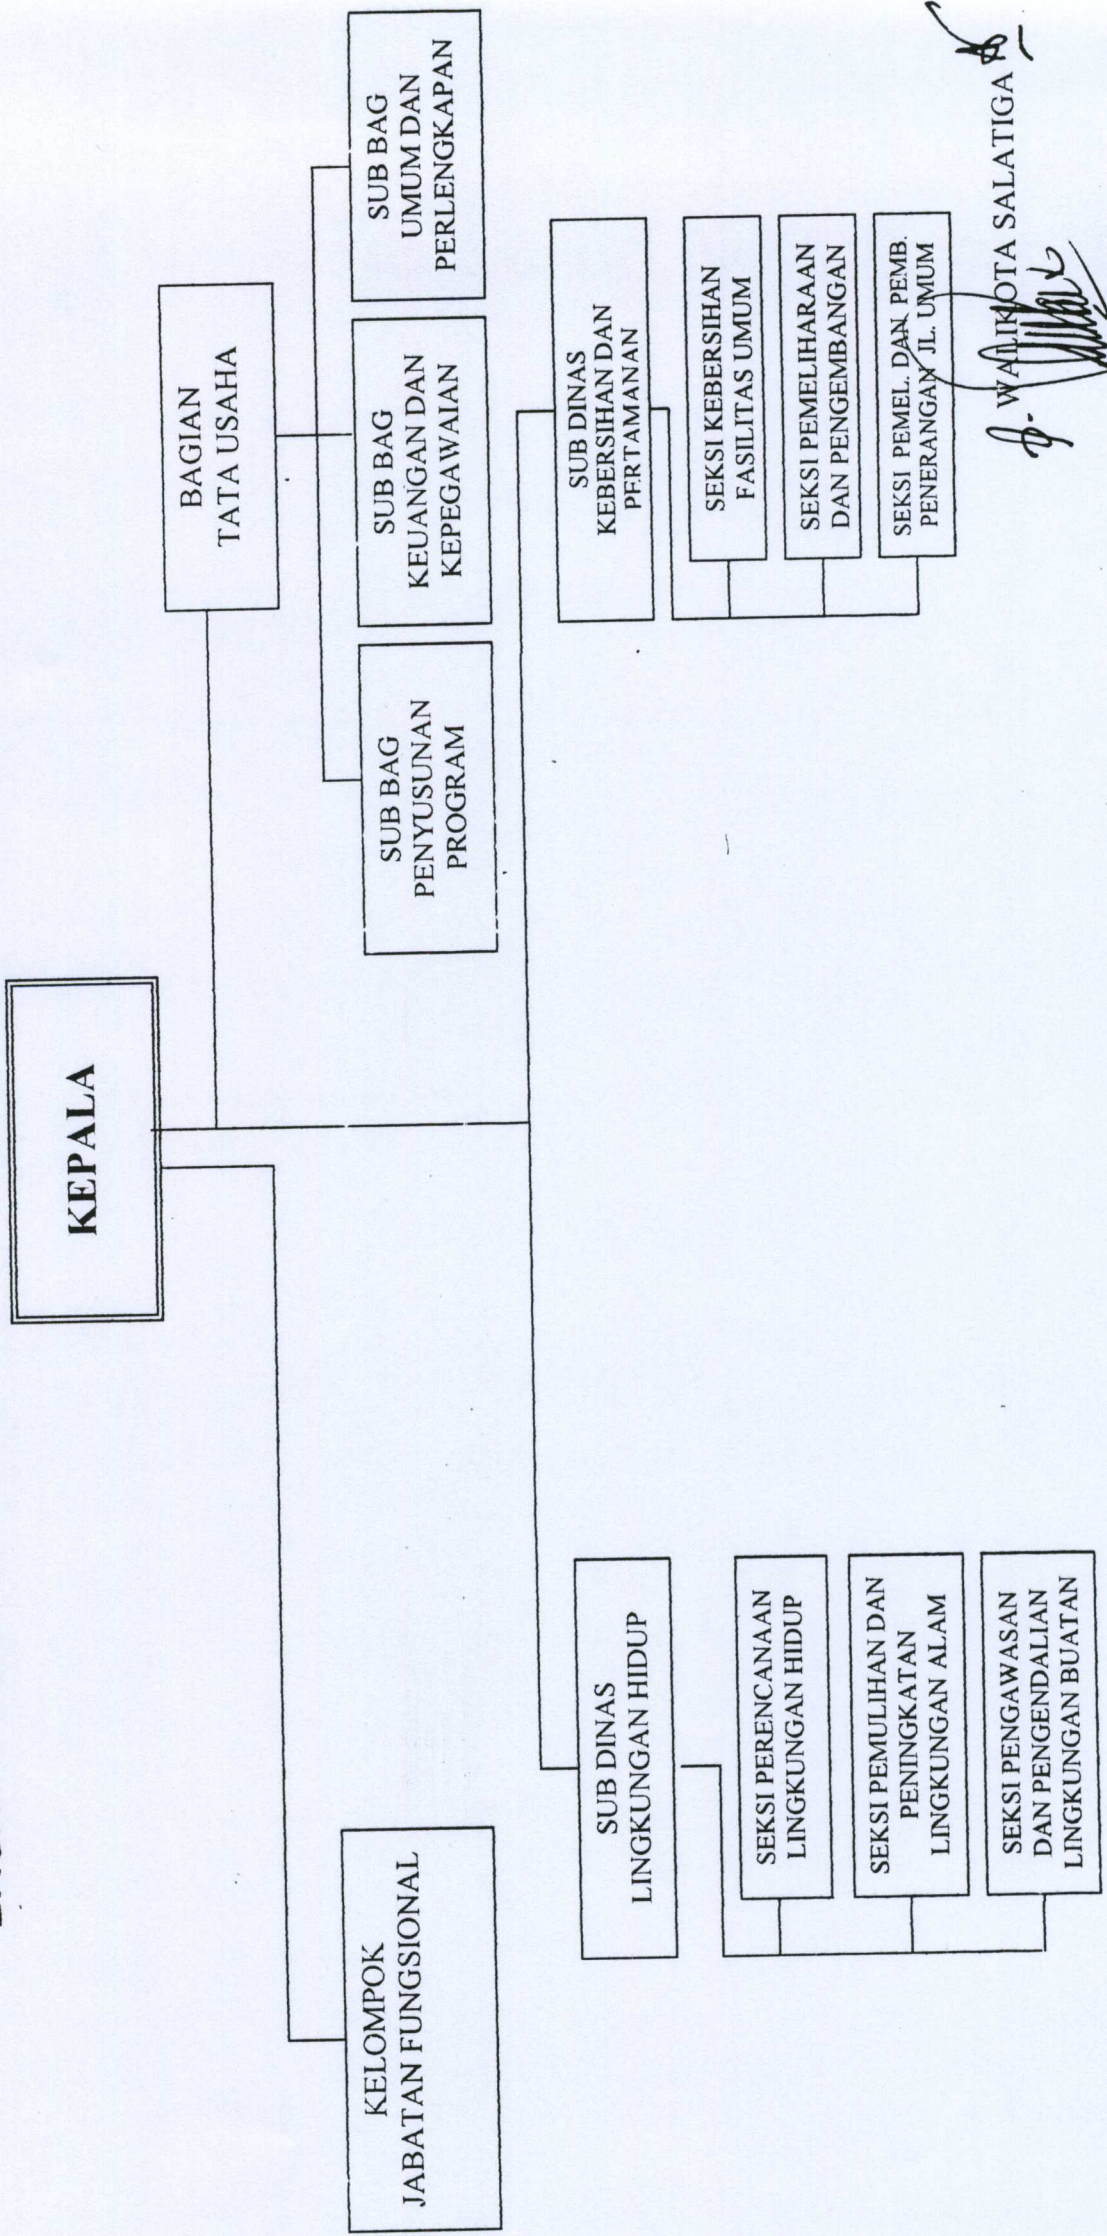 KEPALA
BAGIAN
TATA USAHA
KELOMPOK
JABATAN FUNGSIONAL
SUB BAG
PENYUSUNAN
PROGRAM
SUB BAG
KEUANGAN DAN
KEPEGAWAIAN
SUB BAG
UMUM DAN
PERLENGKAPAN
SUB DINAS
LINGKUNGAN HIDUP
SEKSI PERENCANAAN
LINGKUNGAN HIDUP
SEKSI PEMULIHAN DAN
PENINGKATAN
LINGKUNGAN ALAM
SEKSI PENGAWASAN
DAN PENGENDALIAN
LINGKUNGAN BUATAN
SUB DINAS
KEBERSIHAN DAN
PERTAMANAN
SEKSI KEBERSIHAN
FASILITAS UMUM
SEKSI PEMELIHARAAN
DAN PENGEMBANGAN
SEKSI PEMEL. DAN PEMB.
PENERANGAN JL. UMUM
WALIKOTA SALATIGA